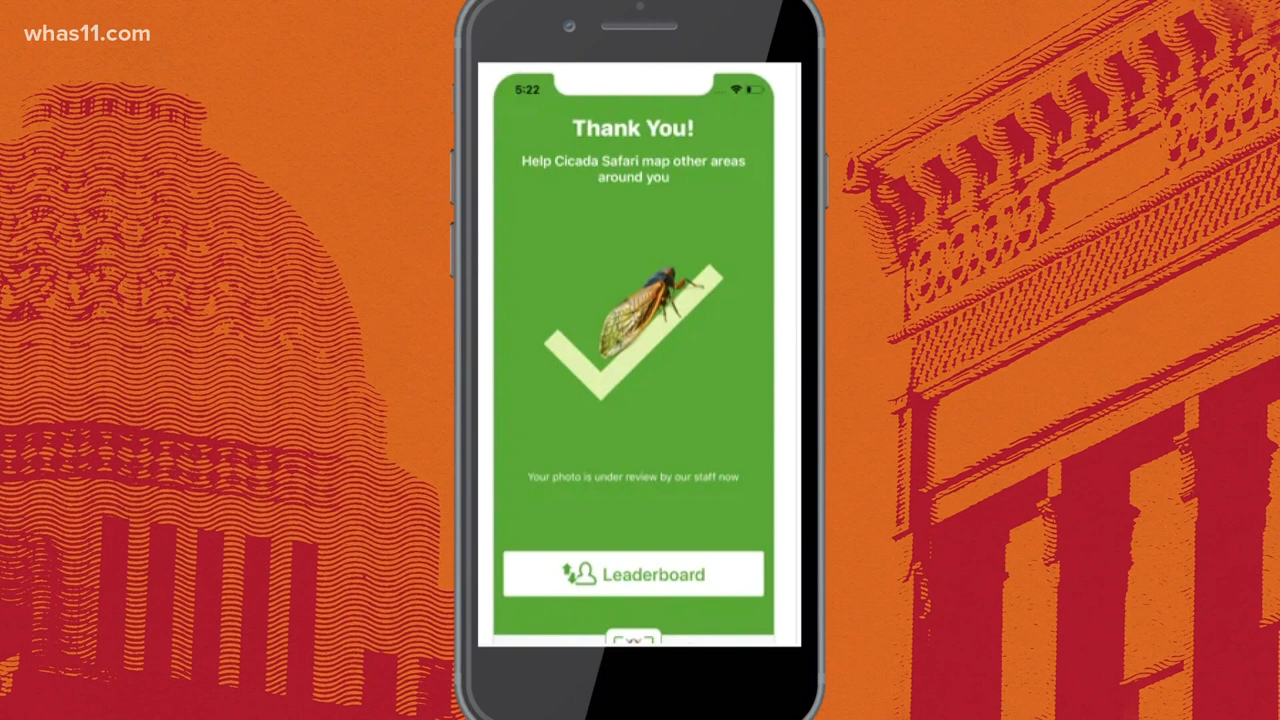 whas11.com
5:22
Thank You!
Help Cicada Safari map other areas
around you
Your photo is under review by our staff now
Leaderboard